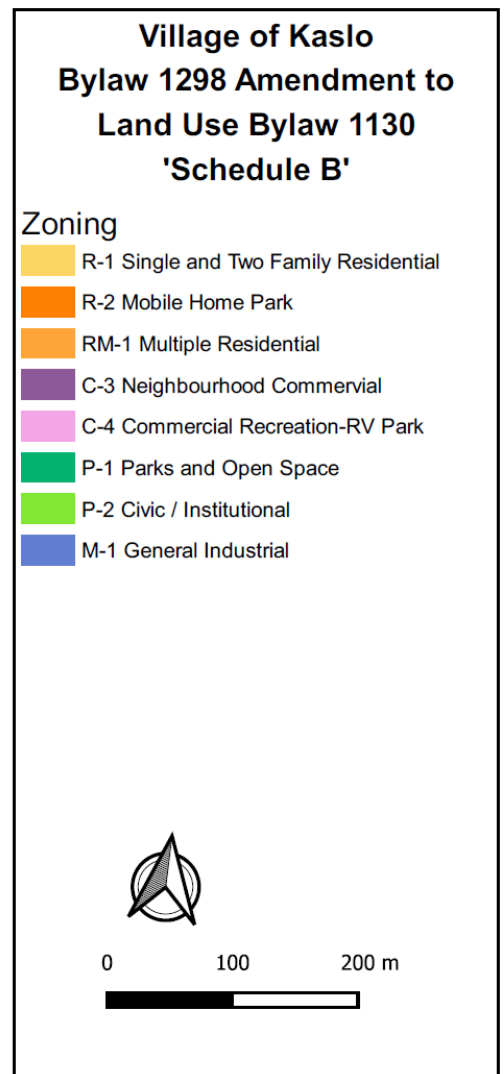 Village of Kaslo
Bylaw 1298 Amendment to
Land Use Bylaw 1130
'Schedule B'
Zoning
R-1 Single and Two Family Residential
R-2 Mobile Home Park
RM-1 Multiple Residential
C-3 Neighbourhood Commervial
C-4 Commercial Recreation-RV Park
P-1 Parks and Open Space
P-2 Civic / Institutional
M-1 General Industrial
0 100 200 m